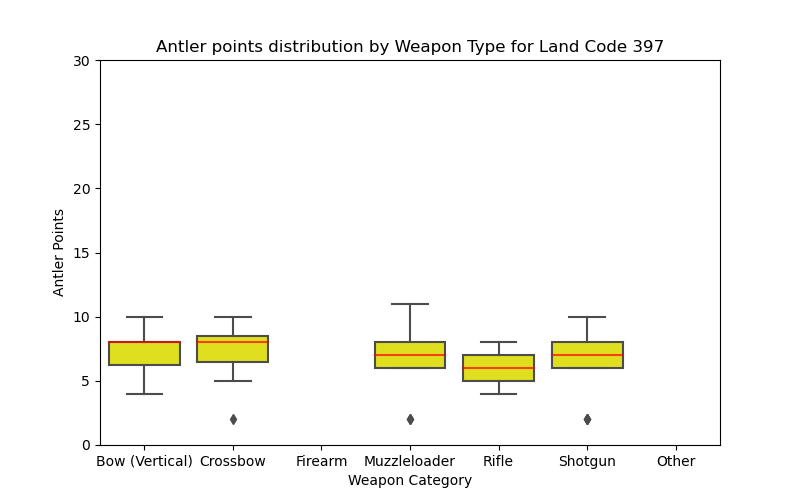 Antler points distribution by Weapon Type for Land Code 397
30
25
20
15
10
5
0
Antler Points
Bow (Vertical) Crossbow Firearm Muzzleloader Rifle Shotgun Other
Weapon Category